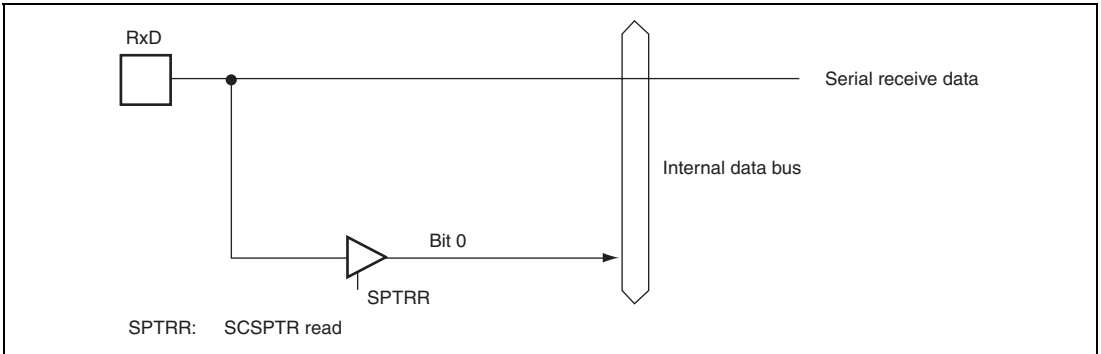 RxD
Serial receive data
Internal data bus
Bit 0
SPTRR
SPTRR: SCSPTR read